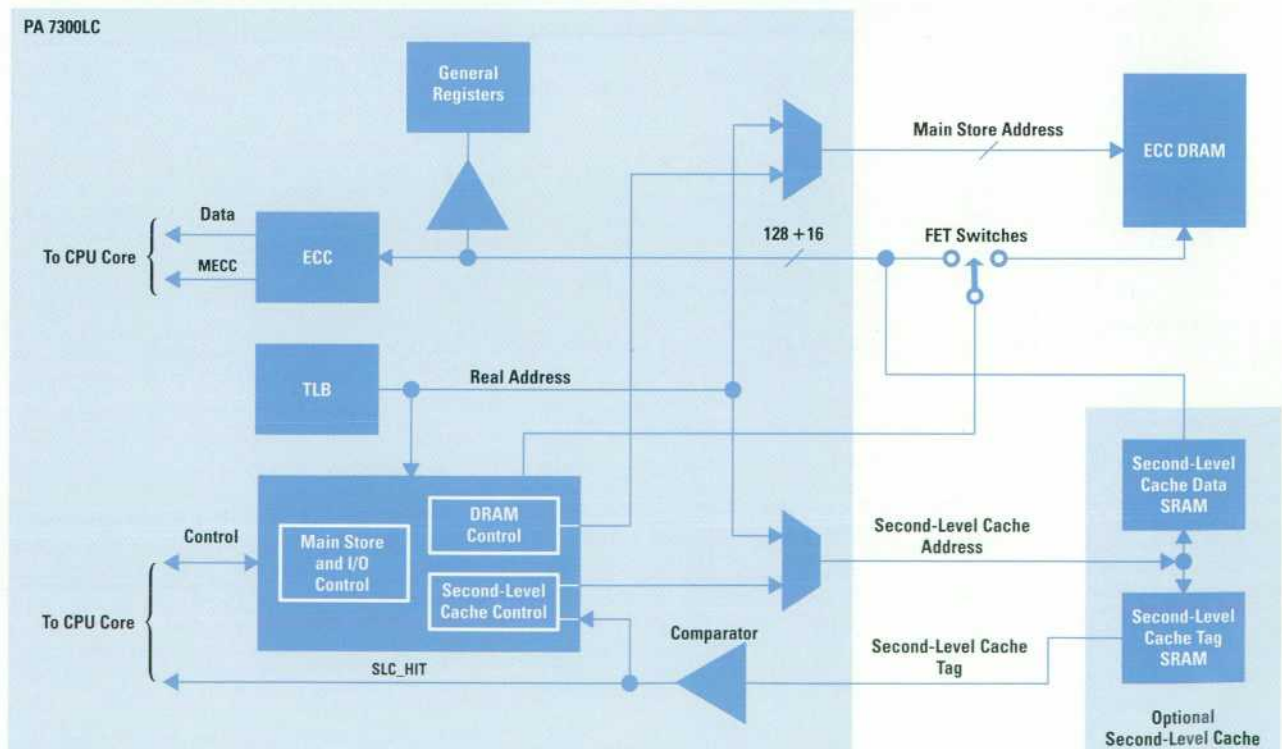 PA 7300LC
General
Registers
Main Store Address
ECC DRAM
Data
To CPU Core
MECC
ECC
128 + 16
FET Switches
TLB
Real Address
Second-Level
Cache Data
SRAM
Control
Main Store
and I/O
Control
DRAM
Control
Second-Level
Cache Control
Second-Level Cache
Address
To CPU Core
SLC_HIT
Comparator
Second-Level Cache
Tag
Second-Level
Cache Tag
SRAM
Optional
Second-Level Cache